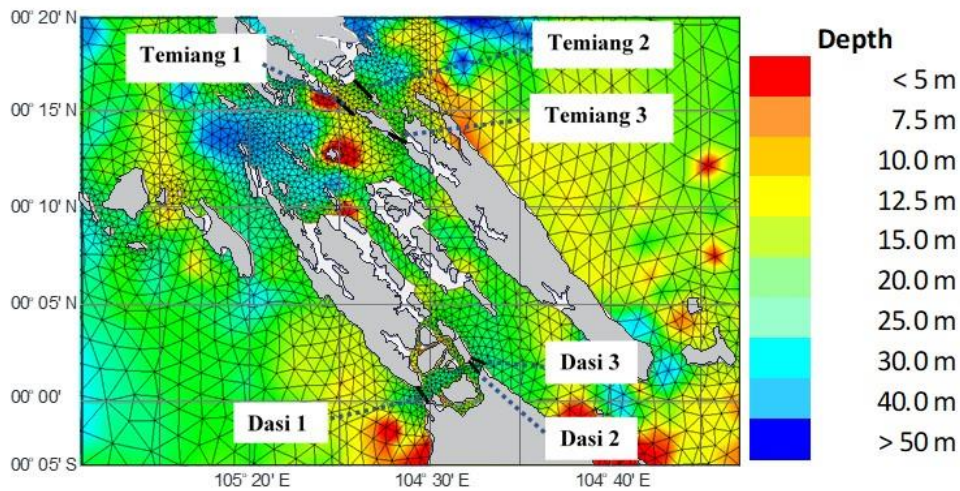 00° 20' N
Temiang 1
Temiang 2
Depth
< 5 m
00° 15' N
7.5 m
Temiang 3
10.0 m
12.5 m
00° 10' N
15.0 m
20.0 m
00° 05' N
25.0 m
30.0 m
Dasi 3
40.0 m
00° 00' N
Dasi 1
Dasi 2
> 50 m
00° 05' S
105° 20' E
104° 30' E
104° 40' E